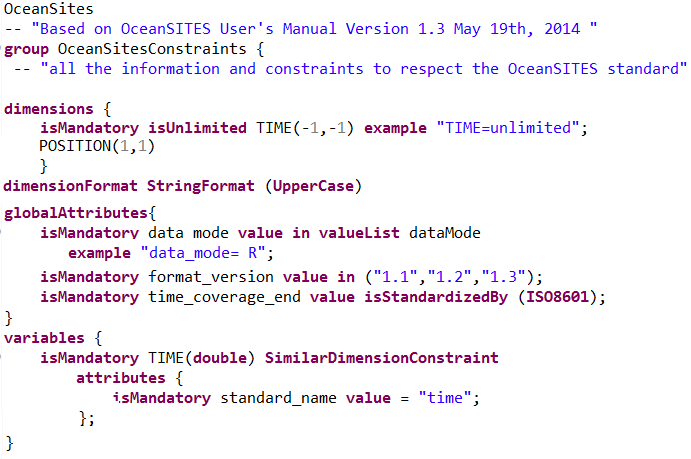 OceanSites
-- "Based on OceanSITES User's Manual Version 1.3 May 19th, 2014 "
group OceanSitesConstraints {
-- "all the information and constraints to respect the OceanSITES standard"
dimensions {
isMandatory isUnlimited TIME(-1,-1) example "TIME=unlimited";
POSITION(1,1)
}
dimensionFormat StringFormat (UpperCase)
globalAttributes{
isMandatory data mode value in valueList dataMode
example "data_mode= R";
isMandatory format_version value in ("1.1","1.2","1.3");
isMandatory time_coverage_end value isStandardizedBy (ISO8601);
}
variables {
isMandatory TIME(double) SimilarDimensionConstraint
attributes {
isMandatory standard_name value = "time";
};
}